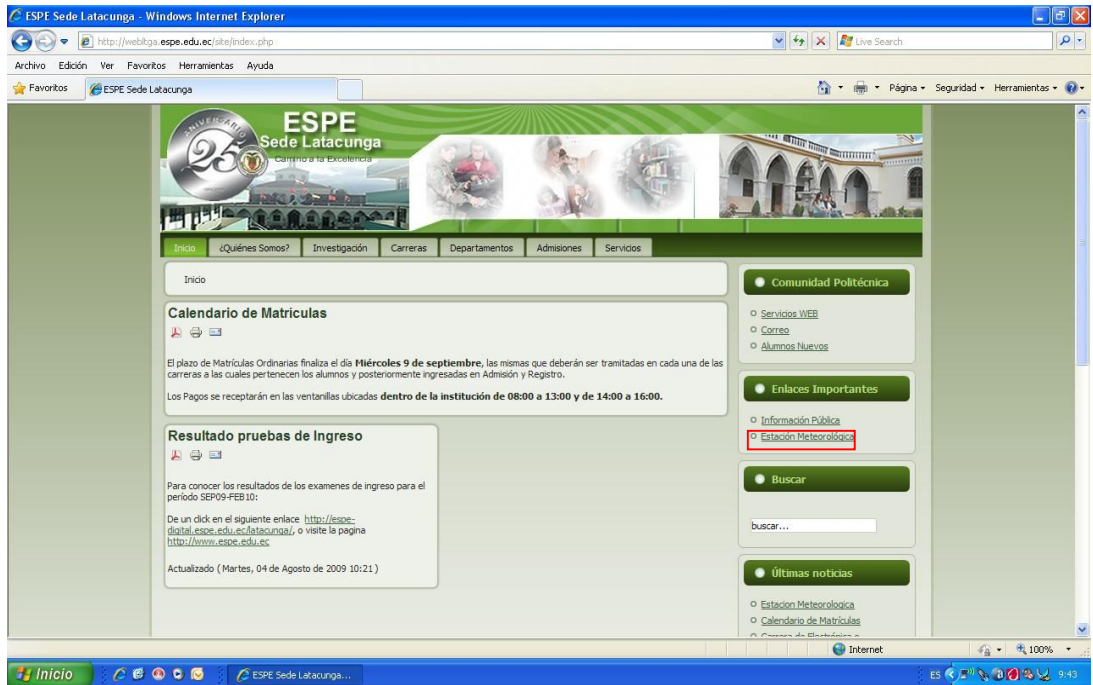 ESPE Sede Latacunga - Windows Internet Explorer
http://webltga.espe.edu.ec/site/index.php
Live Search
Archivo Edición Ver Favoritos Herramientas Ayuda
Favoritos ESPE Sede Latacunga Página Seguridad Herramientas
ANIVERSARIO
25
ESPE
Sede Latacunga
Camino a la Excelencia
Inicio ¿Quiénes Somos? Investigación Carreras Departamentos Admisiones Servicios
Inicio
Calendario de Matrículas
El plazo de Matrículas Ordinarias finaliza el día Miércoles 9 de septiembre, las mismas que deberán ser tramitadas en cada una de las
carreras a las cuales pertenecen los alumnos y posteriormente ingresadas en Admisión y Registro.
Los Pagos se receptarán en las ventanillas ubicadas dentro de la institución de 08:00 a 13:00 y de 14:00 a 16:00.
Resultado pruebas de Ingreso
Para conocer los resultados de los examenes de ingreso para el
período SEP09-FEB10:
De un click en el siguiente enlace http://espe-
digital.espe.edu.ec/latacunga/, o visite la pagina
http://www.espe.edu.ec
Actualizado ( Martes, 04 de Agosto de 2009 10:21 )
Comunidad Politécnica
Servicios WEB
Correo
Alumnos Nuevos
Enlaces Importantes
Información Pública
Estación Meteorológica
Buscar
buscar...
Últimas noticias
Estacion Meteorologica
Calendario de Matrículas
Carrera de Electrónica e
Internet 100%
Inicio ESPE Sede Latacunga... ES 9:43